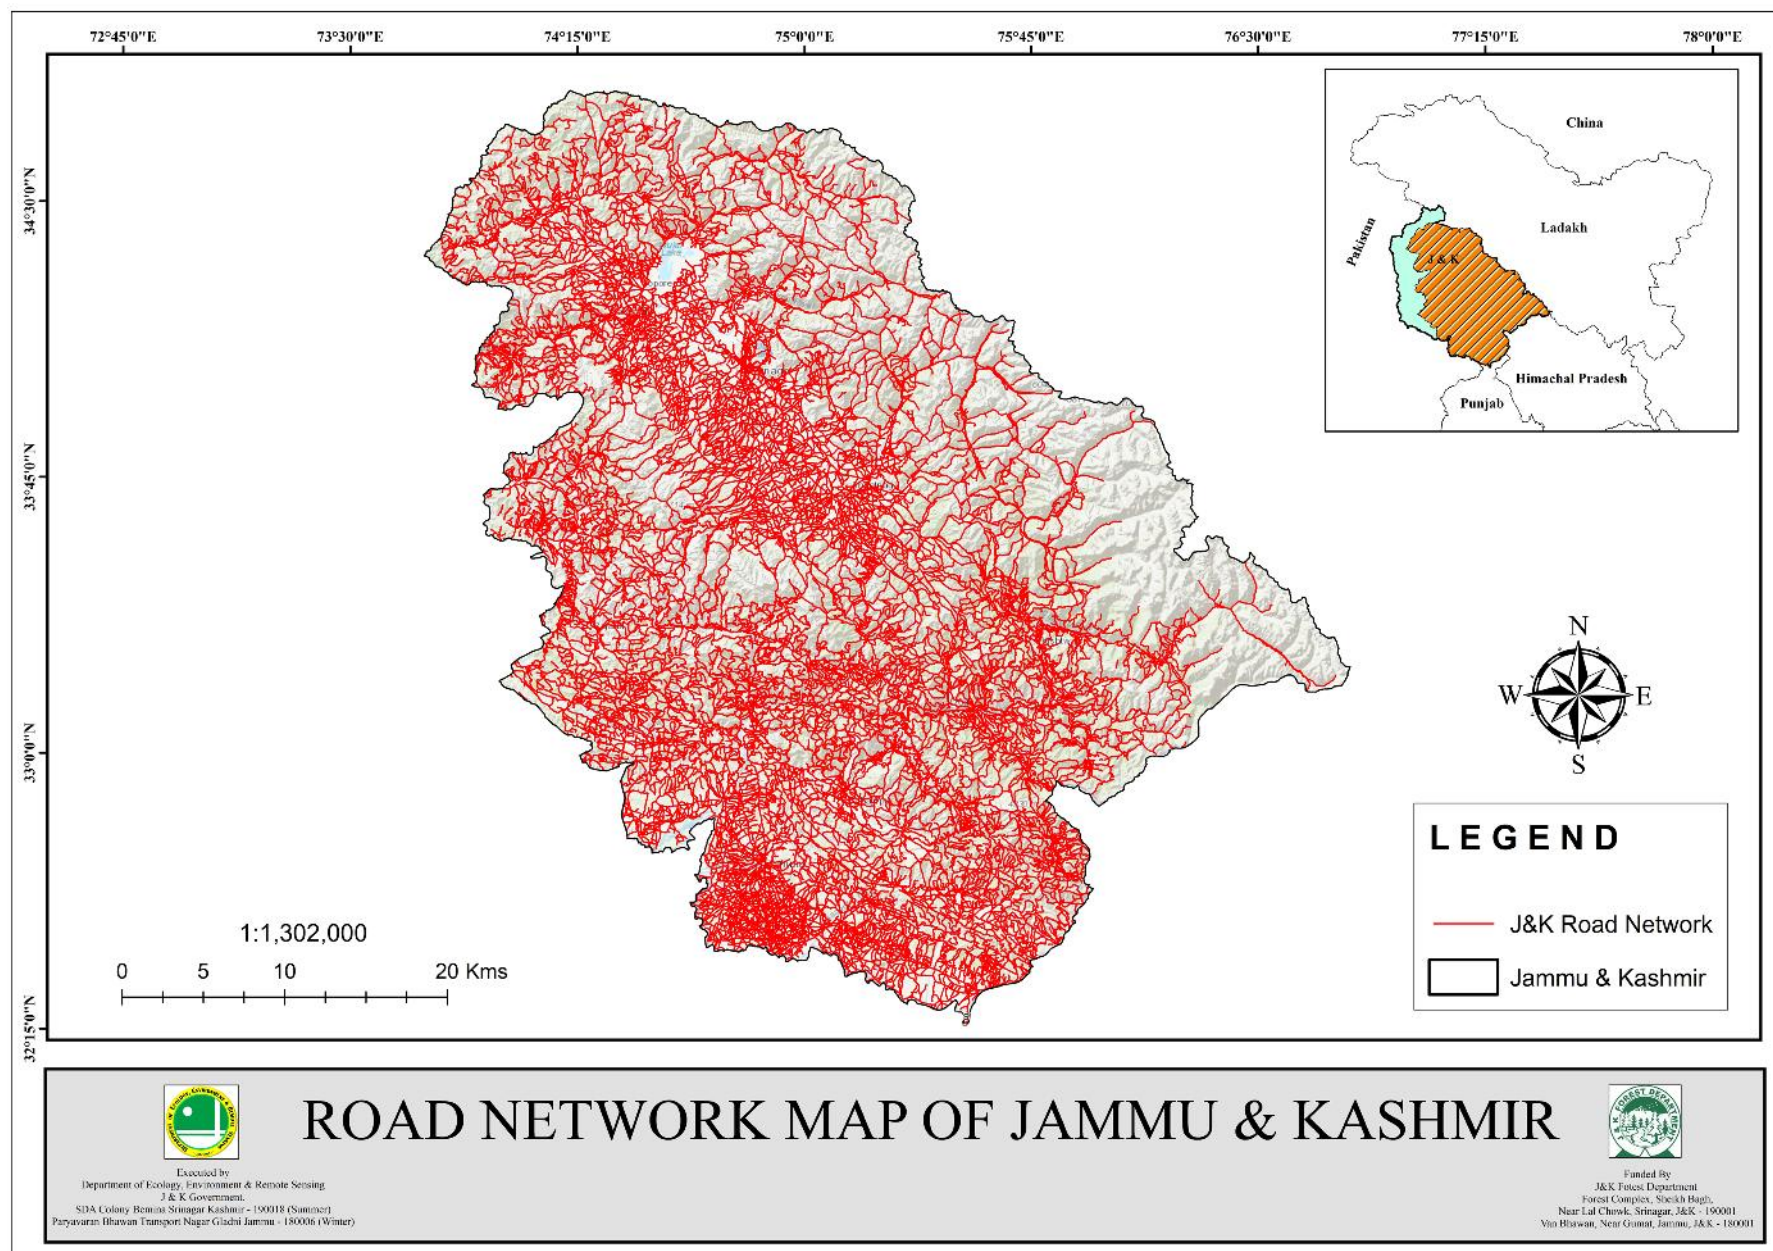 72°45'0"E 73°30'0"E 74°15'0"E 75°0'0"E 75°45'0"E 76°30'0"E 77°15'0"E 78°0'0"E
34°30'0"N
33°45'0"N
33°0'0"N
32°15'0"N
China
Pakistan
Ladakh
J & K
Himachal Pradesh
Punjab
N
W E
S
LEGEND
J&K Road Network
Jammu & Kashmir
1:1,302,000
0 5 10 20 Kms
ROAD NETWORK MAP OF JAMMU & KASHMIR
Executed by
Department of Ecology, Environment & Remote Sensing
J & K Government.
SDA Colony Bemina Srinagar Kashmir - 190018 (Summer)
Paryavaran Bhawan Transport Nagar Gladni Jammu - 180006 (Winter)
J & K FOREST DEPARTMENT
Funded By
J&K Forest Department
Forest Complex, Sheikh Bagh,
Near Lal Chowk, Srinagar, J&K - 190001
Van Bhawan, Near Gumat, Jammu, J&K - 180001